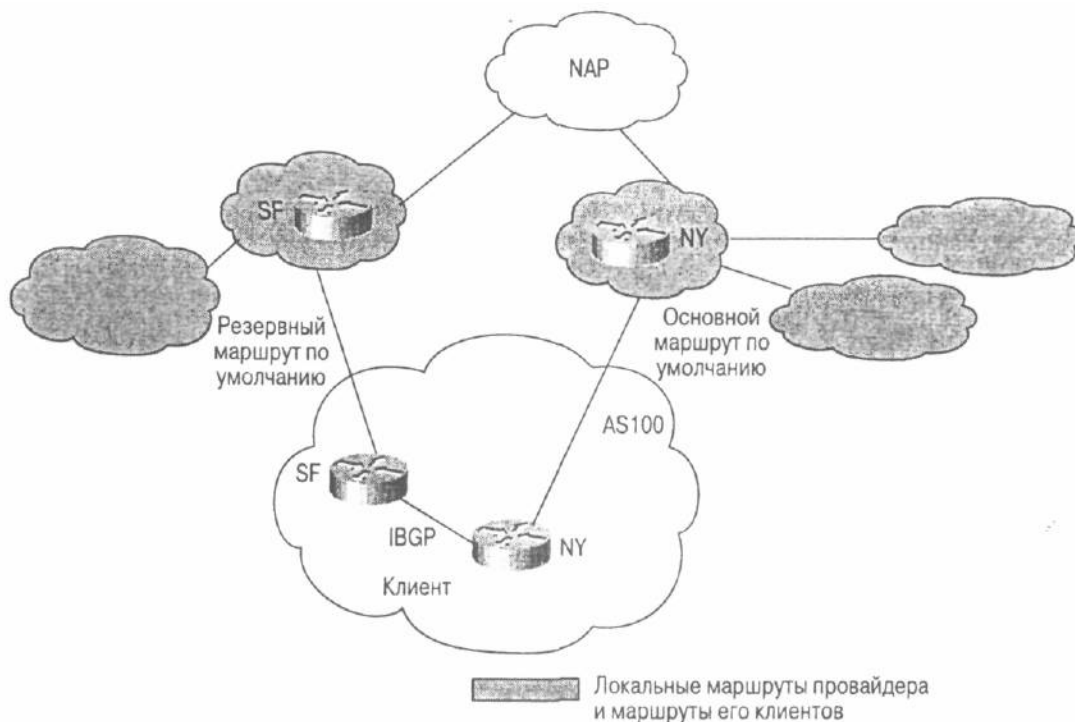 NAP
SF
NY
Резервный
маршрут по
умолчанию
Основной
маршрут по
умолчанию
AS100
SF
IBGP
NY
Клиент
Локальные маршруты провайдера
и маршруты его клиентов